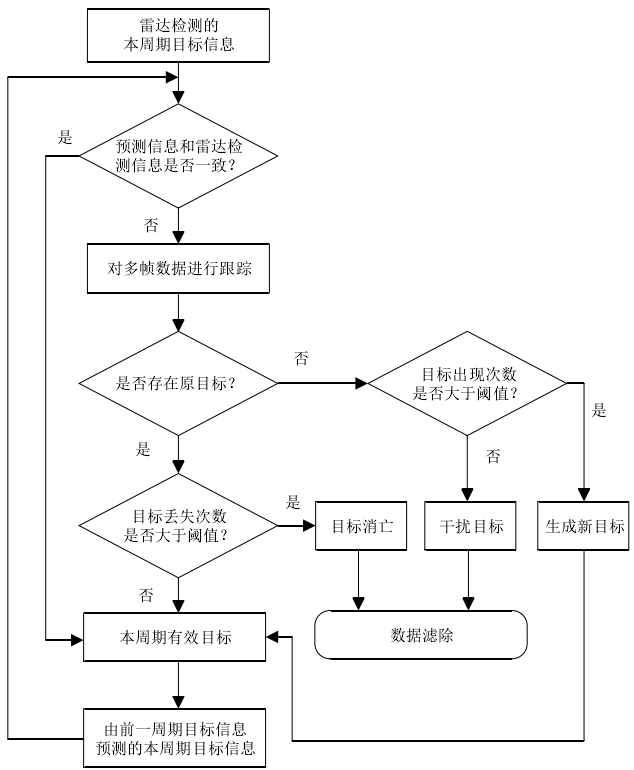 雷达检测的
本周期目标信息
是
预测信息和雷达检
测信息是否一致？
否
对多帧数据进行跟踪
是否存在原目标？
否
目标出现次数
是否大于阈值？
是
是
否
目标丢失次数
是否大于阈值？
是
目标消亡
干扰目标
生成新目标
否
本周期有效目标
数据滤除
由前一周期目标信息
预测的本周期目标信息